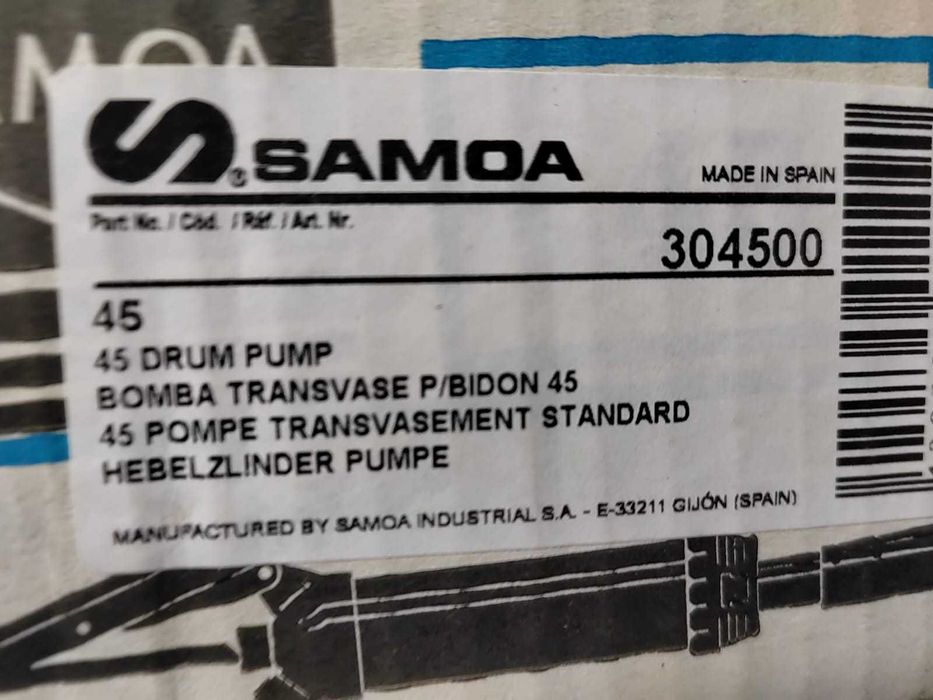 SAMOA
® SAMOA
MADE IN SPAIN
Part No. / Cód. / Réf. / Art. Nr.
304500
45
45 DRUM PUMP
BOMBA TRANSVASE P/BIDON 45
45 POMPE TRANSVASEMENT STANDARD
HEBELZLINDER PUMPE
MANUFACTURED BY SAMOA INDUSTRIAL S.A. - E-33211 GIJÓN (SPAIN)